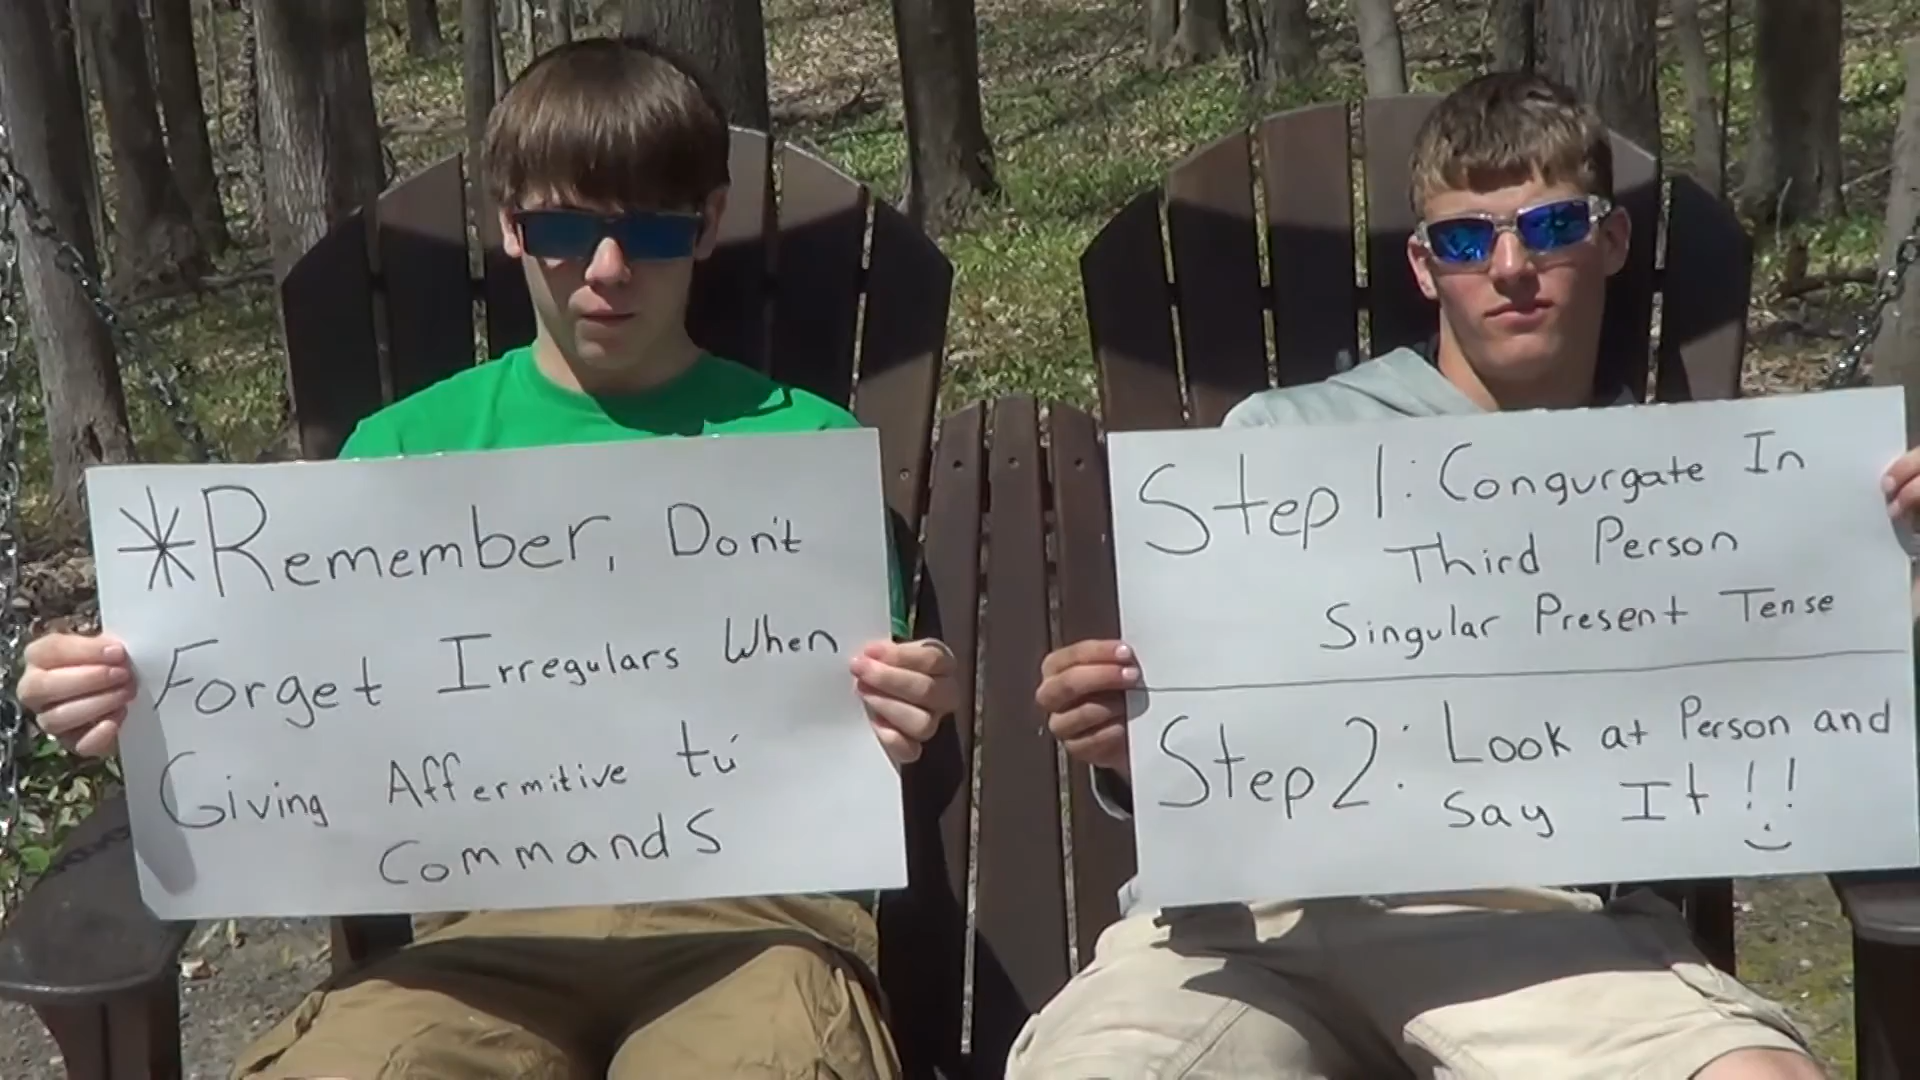 *Remember, Don't
Forget Irregulars When
Giving Affermitive tú
Commands
Step 1: Congurgate In
Third Person
Singular Present Tense
Step 2: Look at Person and
Say It!!